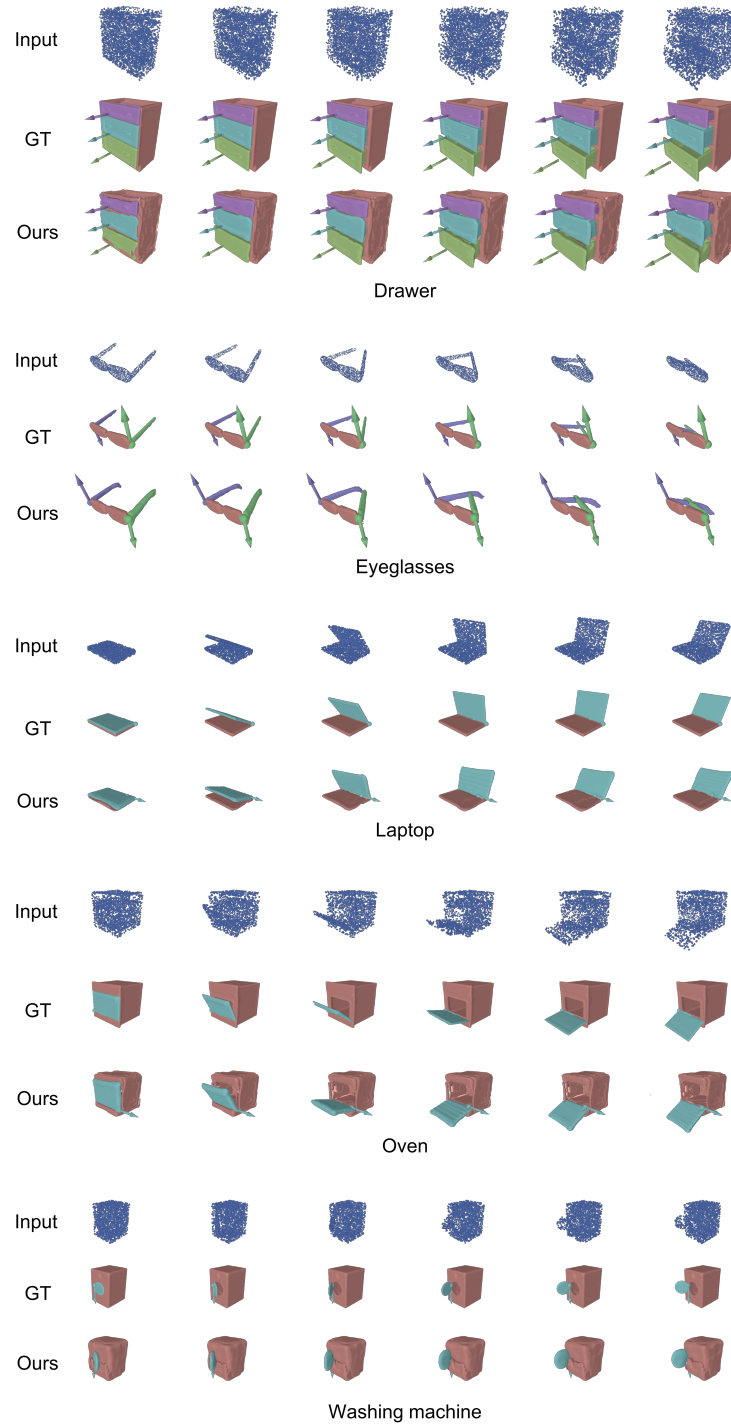 Input
GT
Ours
Drawer
Input
GT
Ours
Eyeglasses
Input
GT
Ours
Laptop
Input
GT
Ours
Oven
Input
GT
Ours
Washing machine